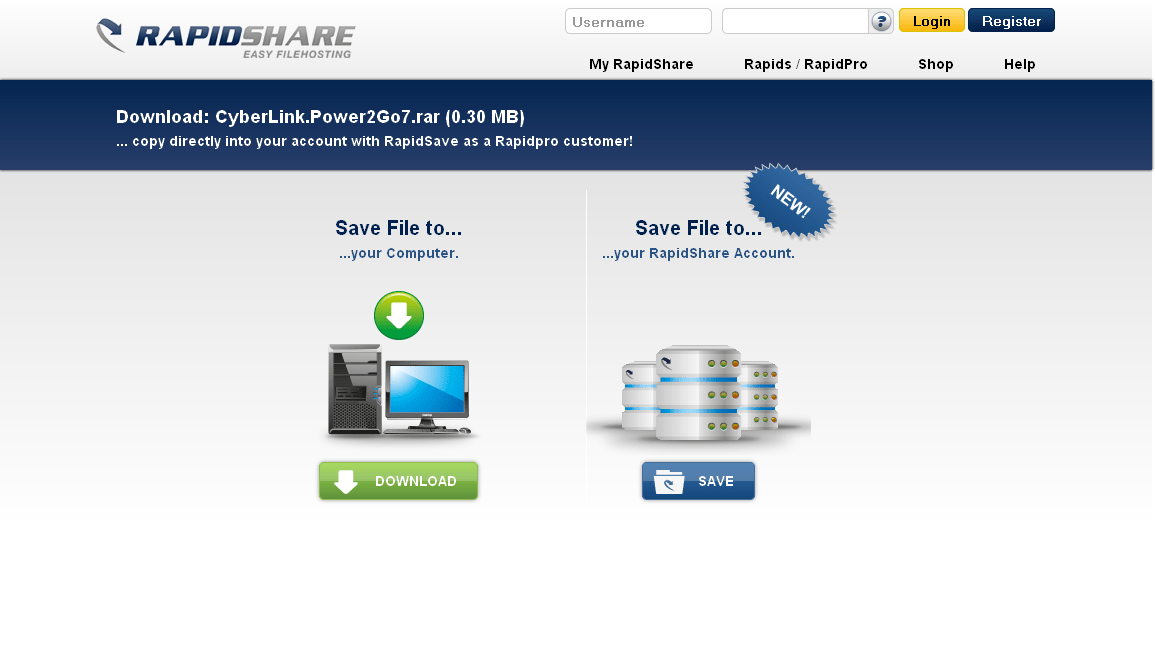 RAPIDSHARE
EASY FILEHOSTING
Username
?
Login
Register
My RapidShare
Rapids / RapidPro
Shop
Help
Download: CyberLink.Power2Go7.rar (0.30 MB)
... copy directly into your account with RapidSave as a Rapidpro customer!
NEW!
Save File to...
...your Computer.
DOWNLOAD
Save File to...
...your RapidShare Account.
SAVE